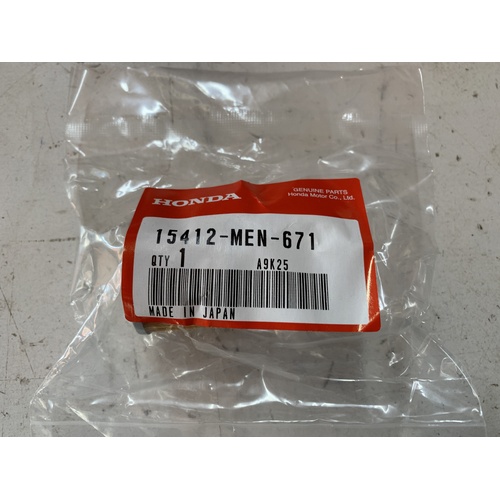 HONDA
GENUINE PARTS
Honda Motor Co., Ltd.
15412-MEN-671
QTY 1 A9K25
MADE IN JAPAN